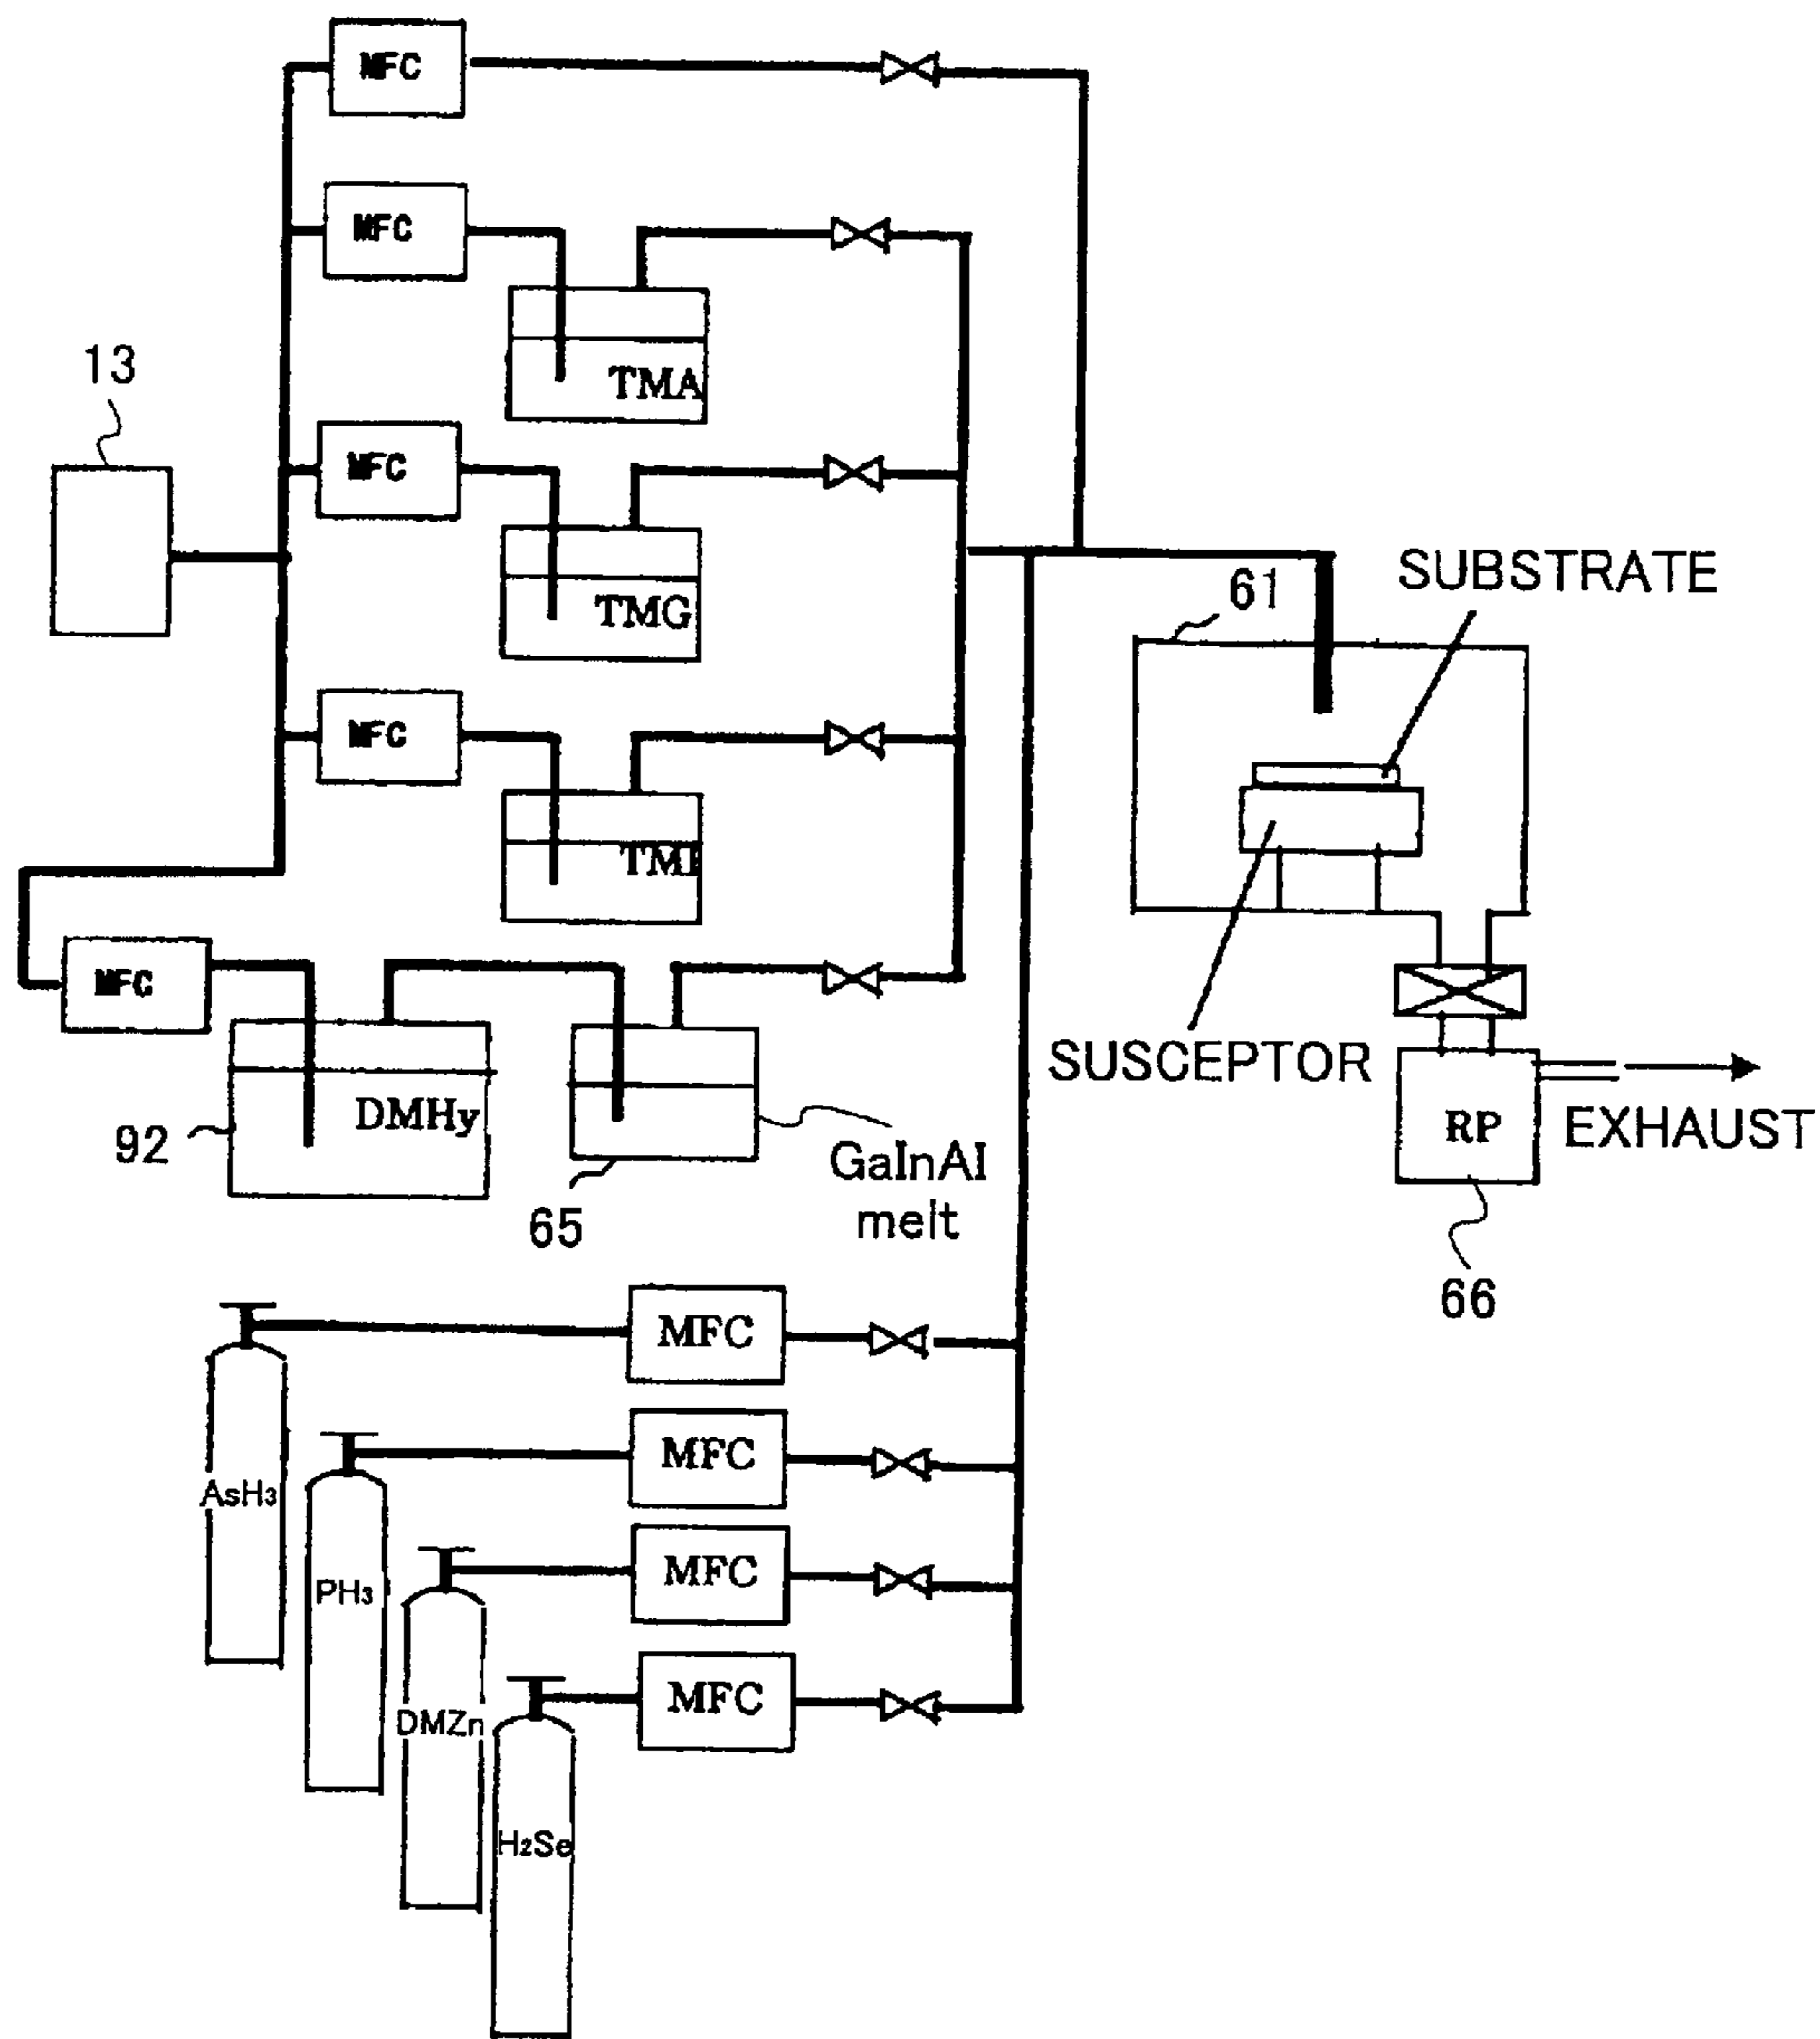 MFC
MFC
TMA
13
MFC
TMG
SUBSTRATE
61
MFC
TMI
MFC
DMHy
92
65
GaInAl
melt
SUSCEPTOR
RP
EXHAUST
66
MFC
AsH3
MFC
PH3
MFC
DMZn
MFC
H2Se